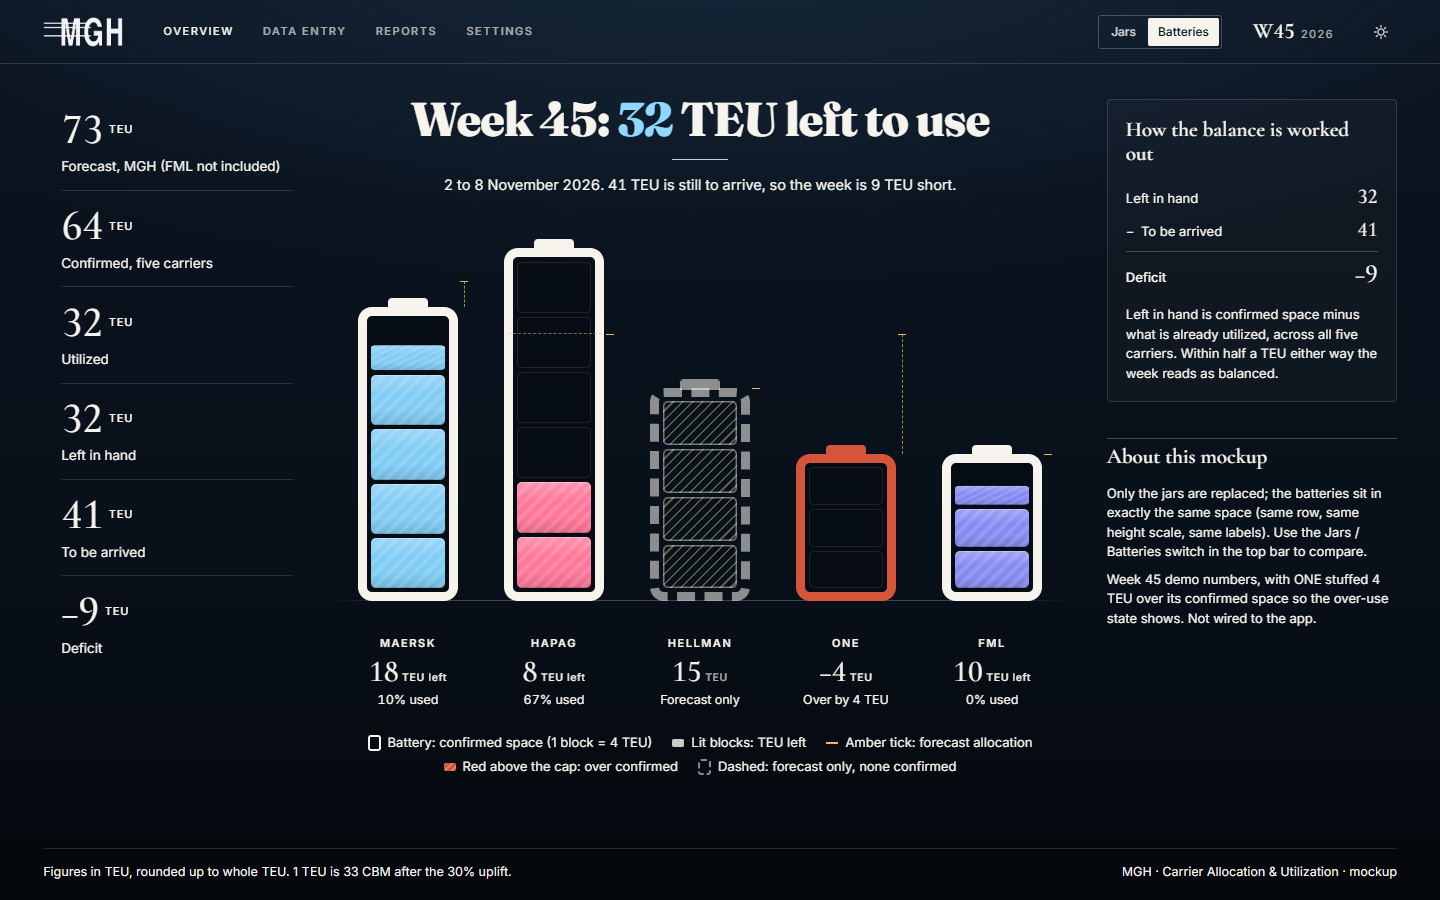 MGH
OVERVIEW DATA ENTRY REPORTS SETTINGS
Jars Batteries
W45 2026
73 TEU
Forecast, MGH (FML not included)
64 TEU
Confirmed, five carriers
32 TEU
Utilized
32 TEU
Left in hand
41 TEU
To be arrived
–9 TEU
Deficit
Week 45: 32 TEU left to use
2 to 8 November 2026. 41 TEU is still to arrive, so the week is 9 TEU short.
MAERSK
18 TEU left
10% used
HAPAG
8 TEU left
67% used
HELLMAN
15 TEU
Forecast only
ONE
–4 TEU
Over by 4 TEU
FML
10 TEU left
0% used
Battery: confirmed space (1 block = 4 TEU) Lit blocks: TEU left Amber tick: forecast allocation
Red above the cap: over confirmed Dashed: forecast only, none confirmed
How the balance is worked
out
Left in hand 32
– To be arrived 41
Deficit –9
Left in hand is confirmed space minus
what is already utilized, across all five
carriers. Within half a TEU either way the
week reads as balanced.
About this mockup
Only the jars are replaced; the batteries sit in
exactly the same space (same row, same
height scale, same labels). Use the Jars /
Batteries switch in the top bar to compare.
Week 45 demo numbers, with ONE stuffed 4
TEU over its confirmed space so the over-use
state shows. Not wired to the app.
Figures in TEU, rounded up to whole TEU. 1 TEU is 33 CBM after the 30% uplift.
MGH · Carrier Allocation & Utilization · mockup